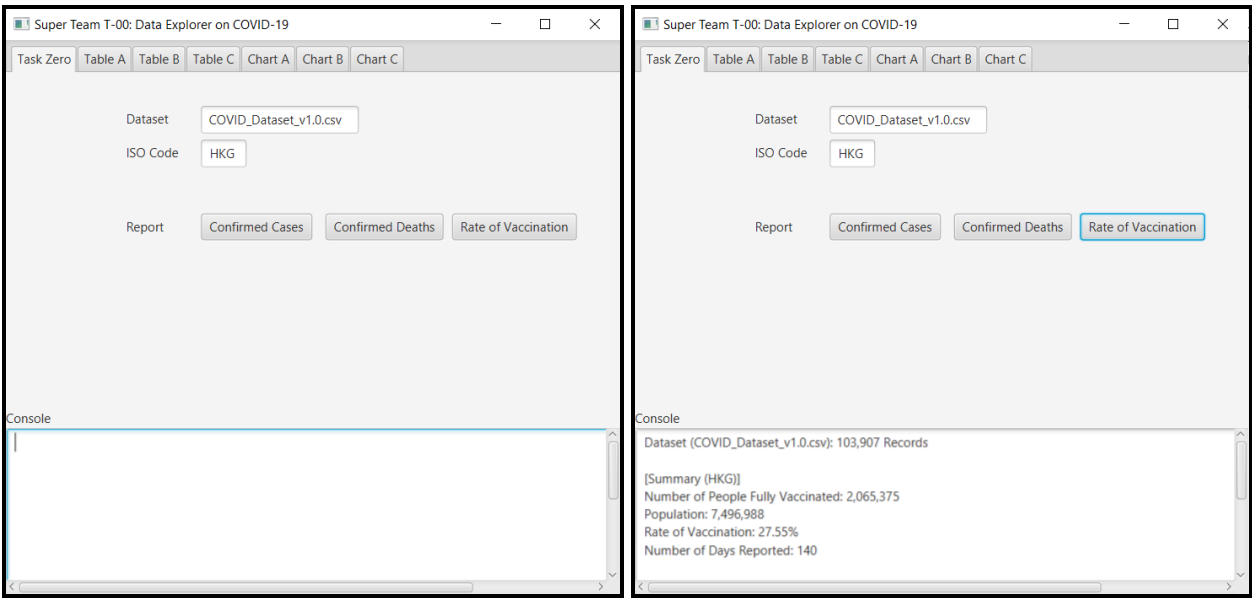 Super Team T-00: Data Explorer on COVID-19
Task Zero Table A Table B Table C Chart A Chart B Chart C
Dataset COVID_Dataset_v1.0.csv
ISO Code HKG
Report Confirmed Cases Confirmed Deaths Rate of Vaccination
Console
Super Team T-00: Data Explorer on COVID-19
Task Zero Table A Table B Table C Chart A Chart B Chart C
Dataset COVID_Dataset_v1.0.csv
ISO Code HKG
Report Confirmed Cases Confirmed Deaths Rate of Vaccination
Console
Dataset (COVID_Dataset_v1.0.csv): 103,907 Records
[Summary (HKG)]
Number of People Fully Vaccinated: 2,065,375
Population: 7,496,988
Rate of Vaccination: 27.55%
Number of Days Reported: 140